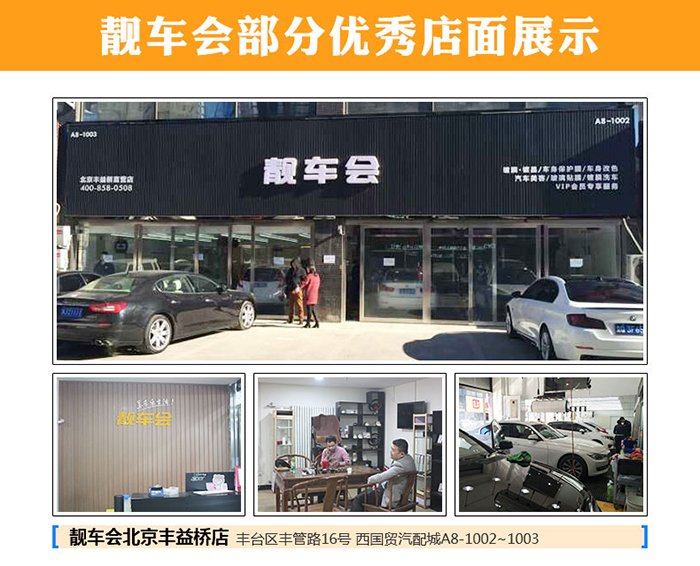 靓车会部分优秀店面展示
A8-1003
A8-1002
北京丰益桥直营店
400-858-0508
靓车会
镀膜·镀晶/车身保护膜/车身改色
汽车美容/玻璃贴膜/镀膜洗车
VIP会员专享服务
靓车会
靓车会北京丰益桥店 丰台区丰管路16号 西国贸汽配城A8-1002~1003